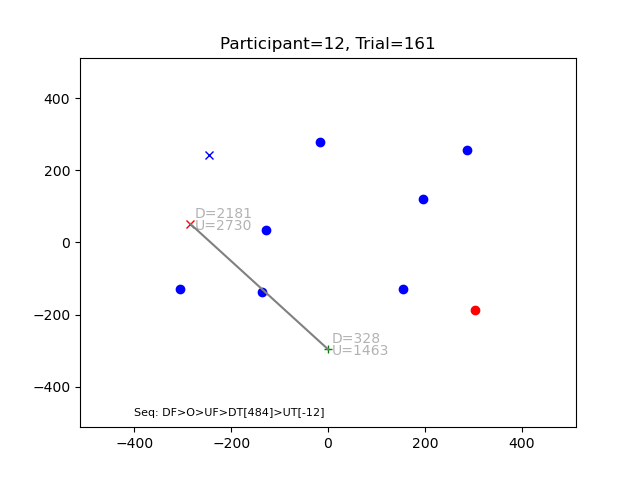 Participant=12, Trial=161
400
200
0
−200
−400
D=2181
U=2730
D=328
U=1463
Seq: DF>O>UF>DT[484]>UT[-12]
−400 −200 0 200 400